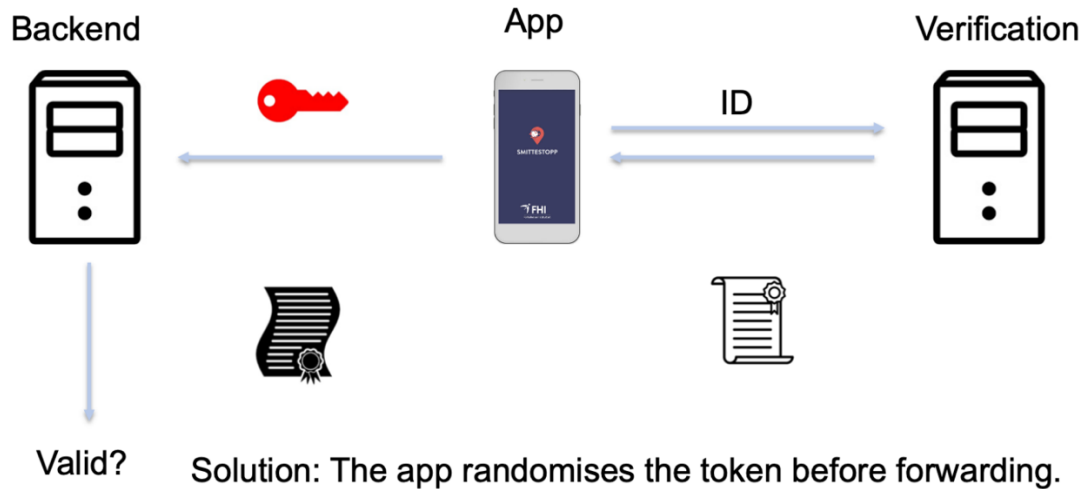 Backend
App
Verification
ID
SMITTESTOPP
FHI
Valid?
Solution: The app randomises the token before forwarding.